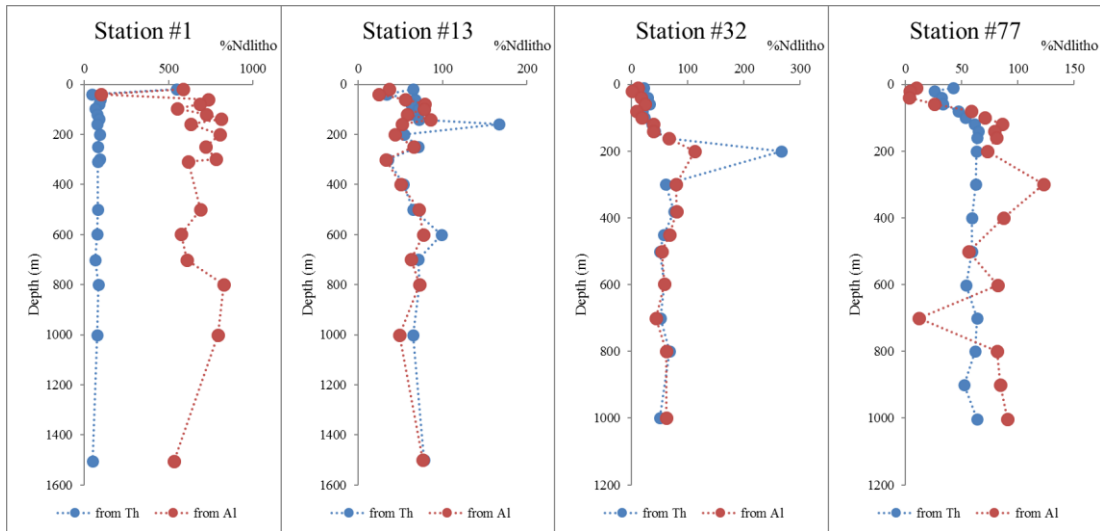 Station #1
%Ndlitho
0 500 1000
0
200
400
600
800
1000
1200
1400
1600
Depth (m)
from Th from Al
Station #13
%Ndlitho
0 100 200
0
200
400
600
800
1000
1200
1400
1600
Depth (m)
from Th from Al
Station #32
%Ndlitho
0 100 200 300
0
200
400
600
800
1000
1200
Depth (m)
from Th from Al
Station #77
%Ndlitho
0 50 100 150
0
200
400
600
800
1000
1200
Depth (m)
from Th from Al